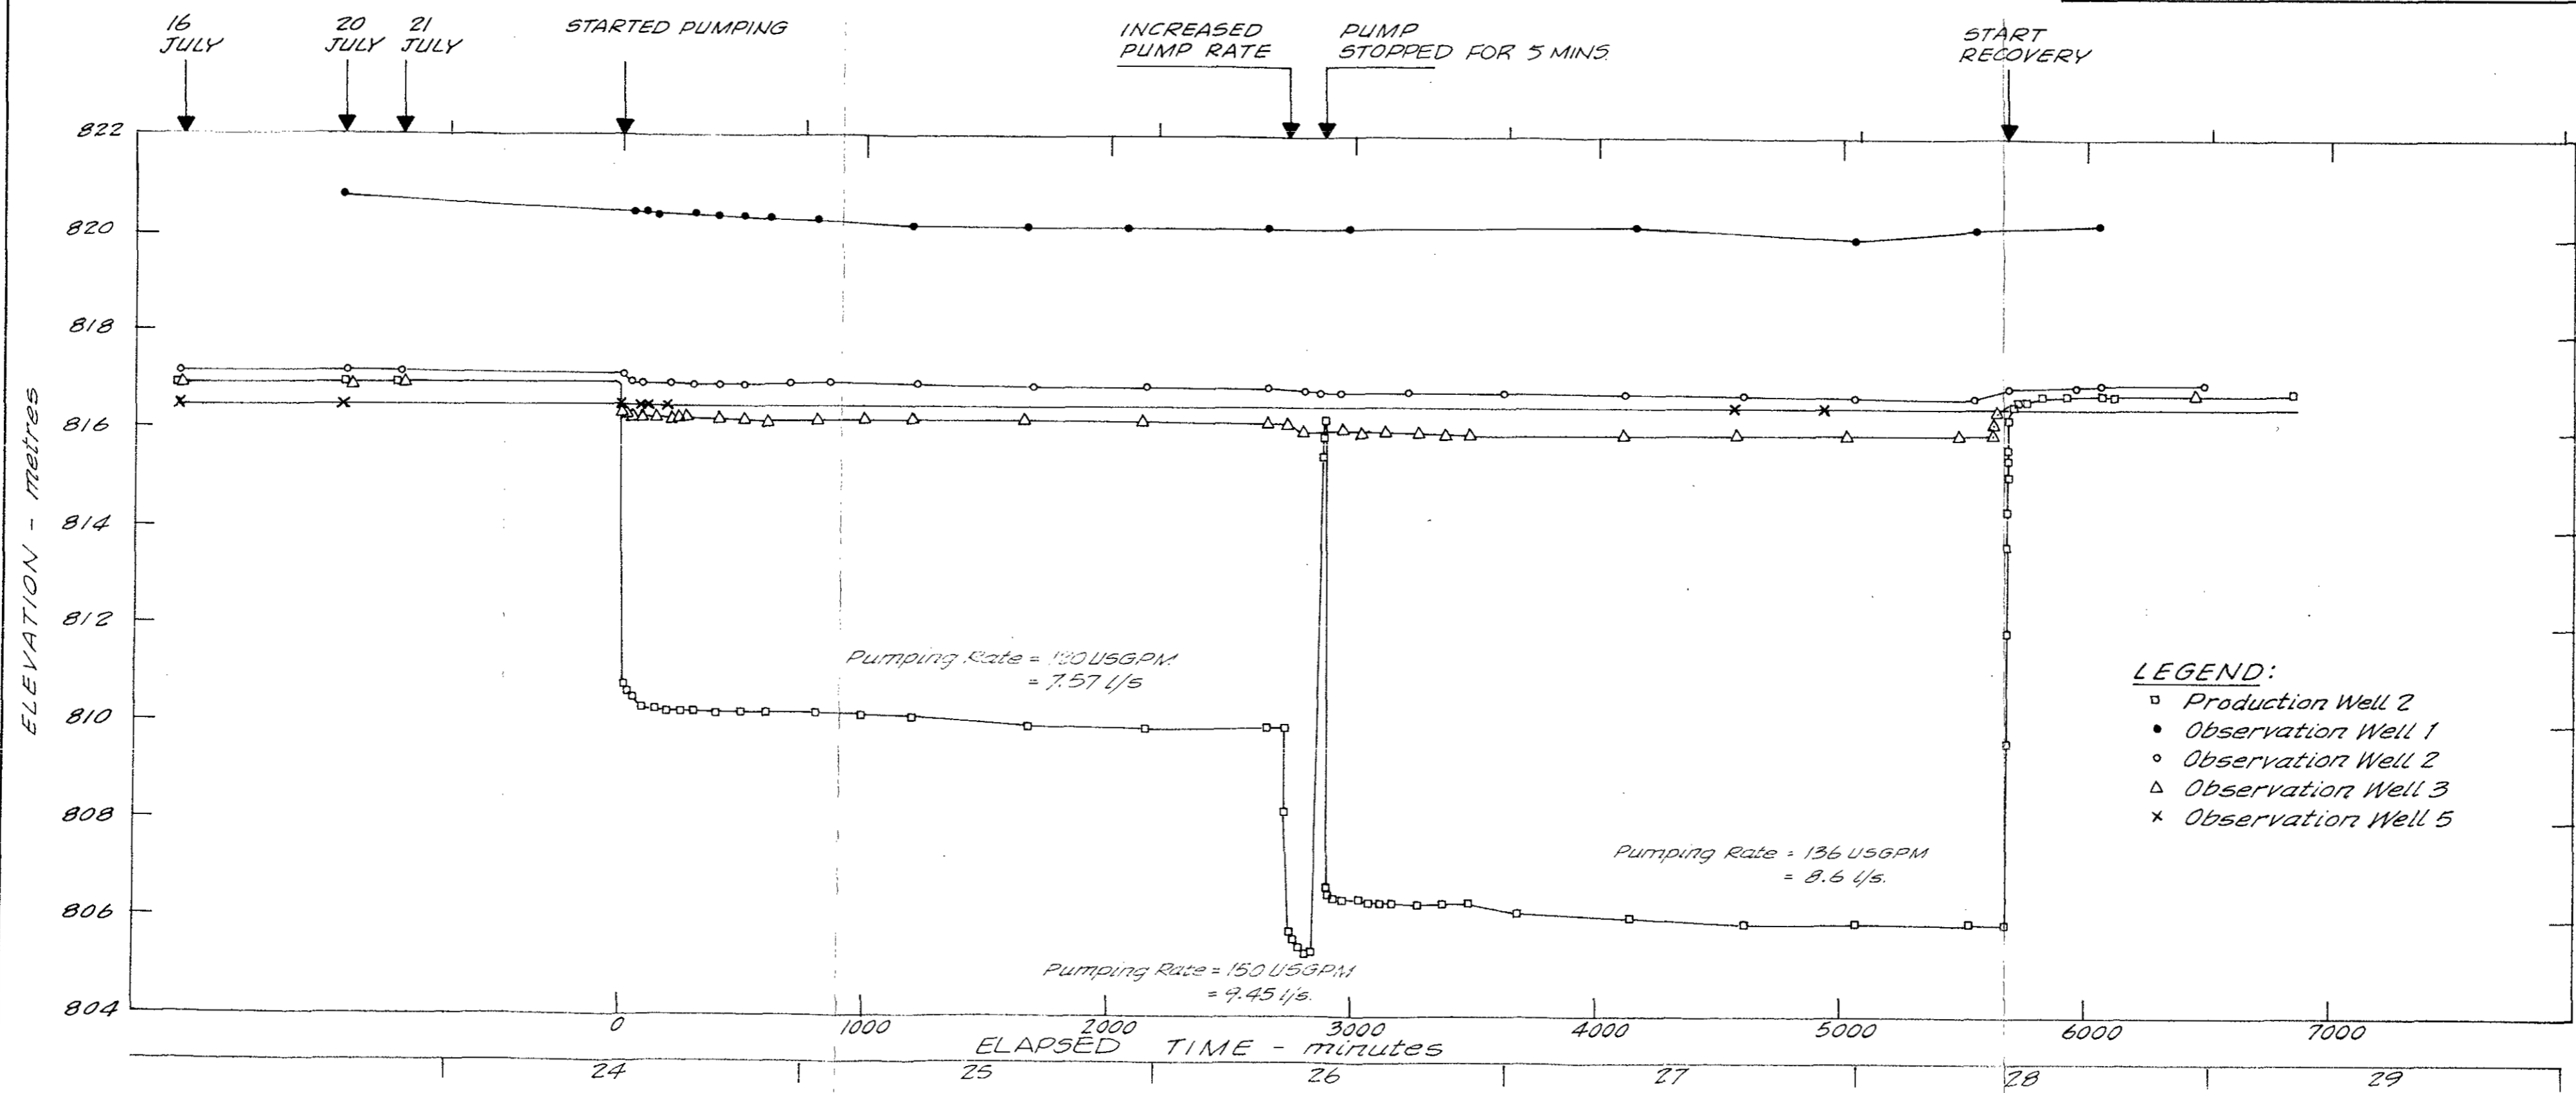 16 JULY
20 JULY
21 JULY
STARTED PUMPING
INCREASED
PUMP RATE
PUMP
STOPPED FOR 5 MINS.
START
RECOVERY
822
820
818
816
814
812
810
808
806
804
ELEVATION - metres
Pumping Rate = USGPM
= 7.57 l/s
Pumping Rate = 150 USGPM
= 9.45 l/s.
Pumping Rate = 136 USGPM
= 8.6 l/s.
LEGEND:
Production Well 2
Observation Well 1
Observation Well 2
Observation Well 3
Observation Well 5
0 1000 2000 3000 4000 5000 6000 7000
ELAPSED TIME - minutes
24 25 26 27 28 29